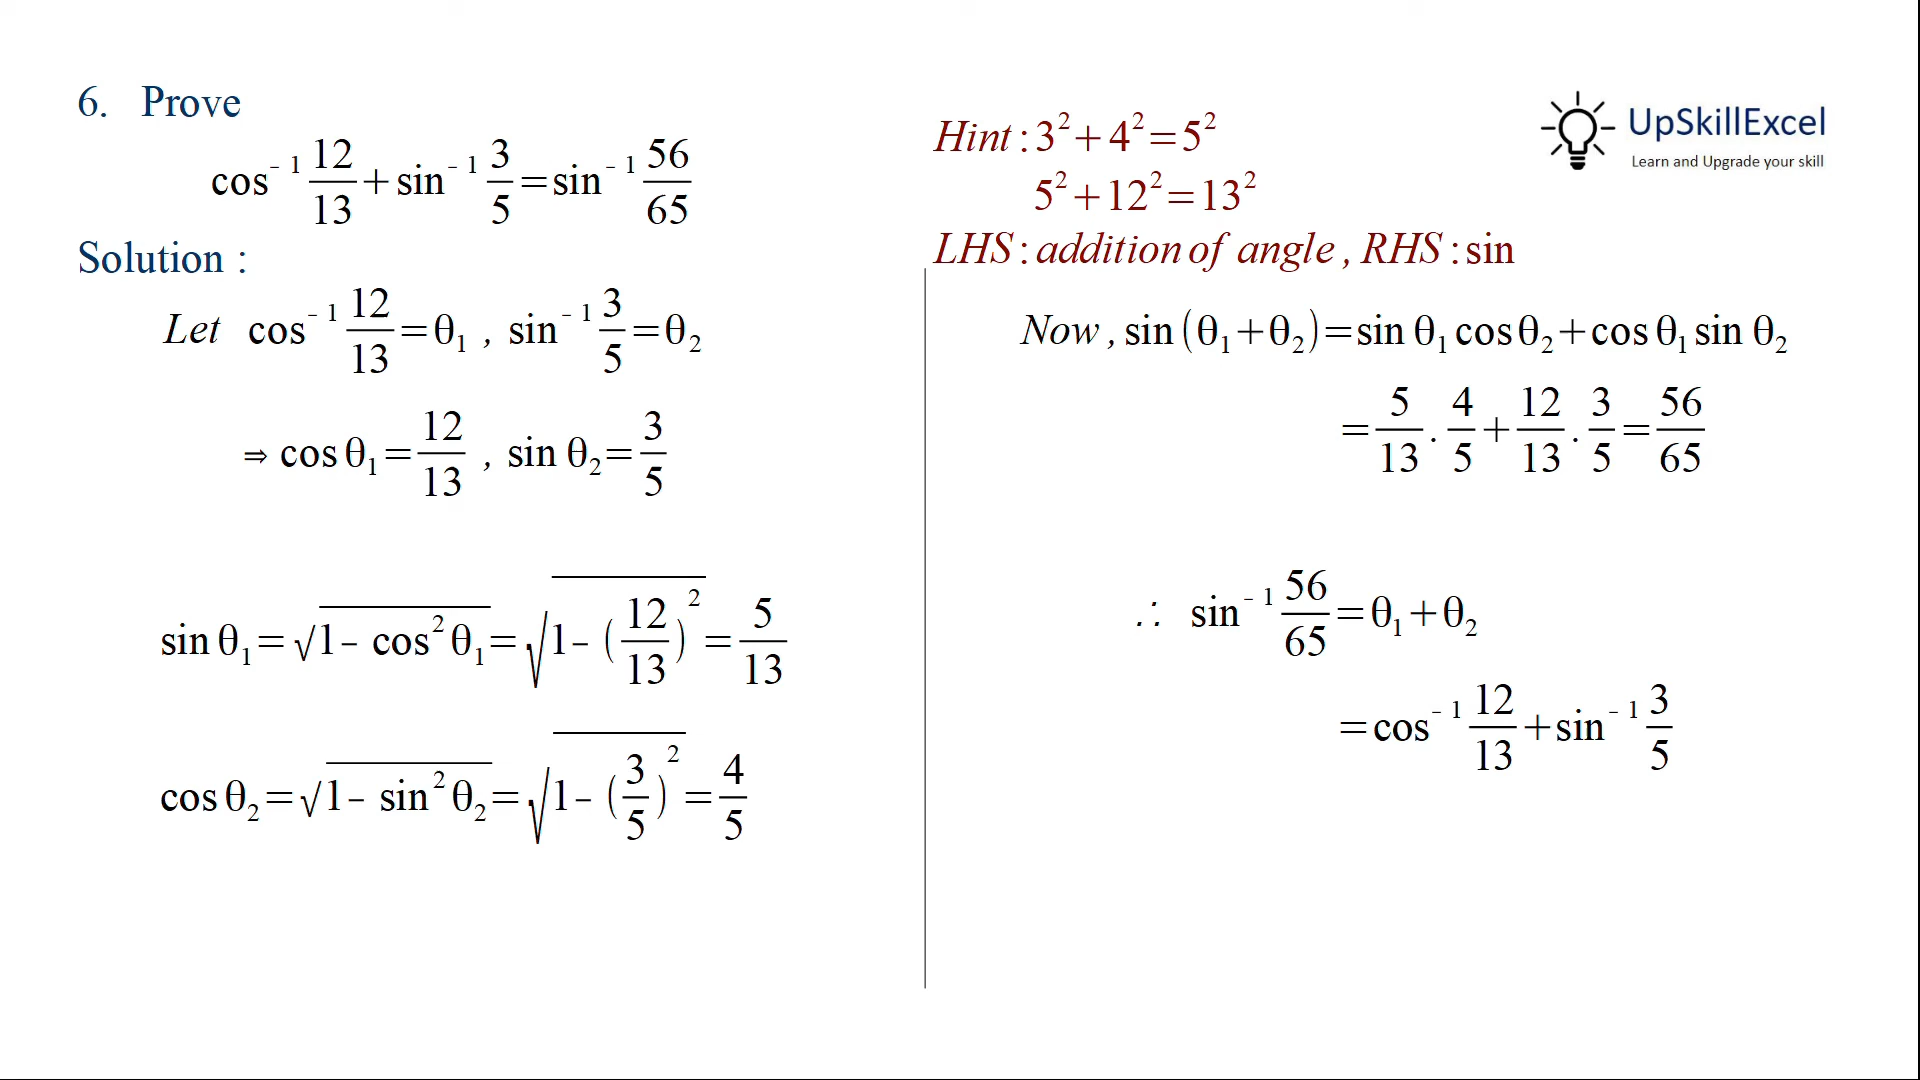 6. Prove
cos⁻¹ 12/13 + sin⁻¹ 3/5 = sin⁻¹ 56/65
Solution :
Let cos⁻¹ 12/13 = θ₁ , sin⁻¹ 3/5 = θ₂
⇒ cos θ₁ = 12/13 , sin θ₂ = 3/5
sin θ₁ = √(1 – cos² θ₁) = √(1 – (12/13)²) = 5/13
cos θ₂ = √(1 – sin² θ₂) = √(1 – (3/5)²) = 4/5
Hint : 3² + 4² = 5²
5² + 12² = 13²
LHS : addition of angle , RHS : sin
Now , sin (θ₁ + θ₂) = sin θ₁ cos θ₂ + cos θ₁ sin θ₂
= 5/13 . 4/5 + 12/13 . 3/5 = 56/65
∴ sin⁻¹ 56/65 = θ₁ + θ₂
= cos⁻¹ 12/13 + sin⁻¹ 3/5
UpSkillExcel
Learn and Upgrade your skill